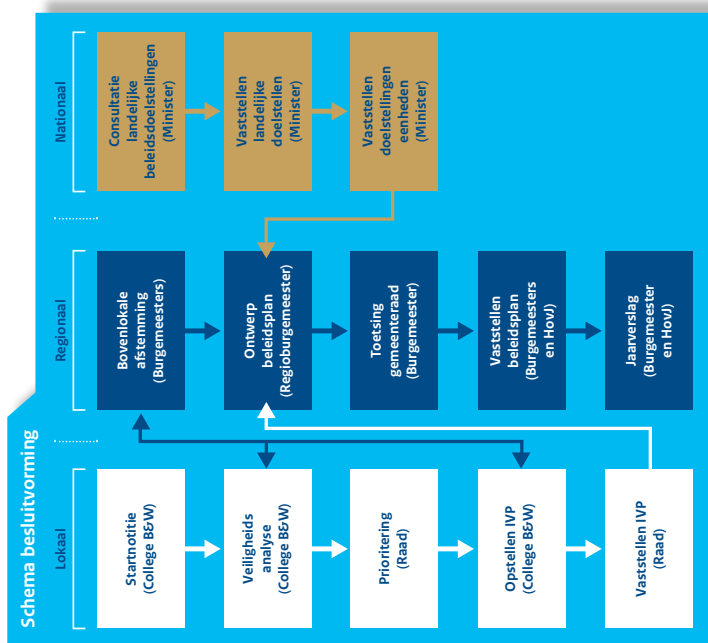 Schema besluitvorming
Lokaal
Startnotitie
(College B&W)
Veiligheids
analyse
(College B&W)
Prioritering
(Raad)
Opstellen IVP
(College B&W)
Vaststellen IVP
(Raad)
Regionaal
Bovenlokale
afstemming
(Burgemeesters)
Ontwerp
beleidsplan
(Regioburgemeester)
Toetsing
gemeenteraad
(Burgemeester)
Vaststellen
beleidsplan
(Burgemeesters
en HovJ)
Jaarverslag
(Burgemeester
en HovJ)
Nationaal
Consultatie
landelijke
beleidsdoelstellingen
(Minister)
Vaststellen
landelijke
doelstellen
(Minister)
Vaststellen
doelstellingen
eenheden
(Minister)